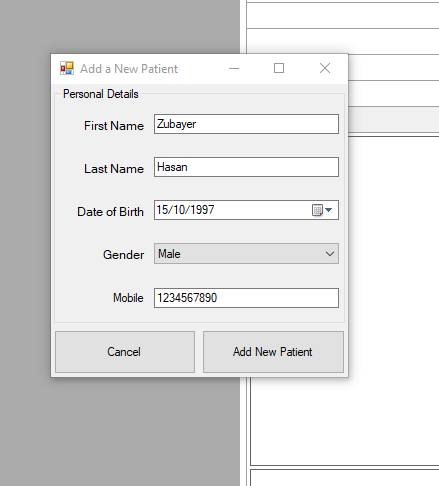 Add a New Patient
Personal Details
First Name Zubayer
Last Name Hasan
Date of Birth 15/10/1997
Gender Male
Mobile 1234567890
Cancel Add New Patient